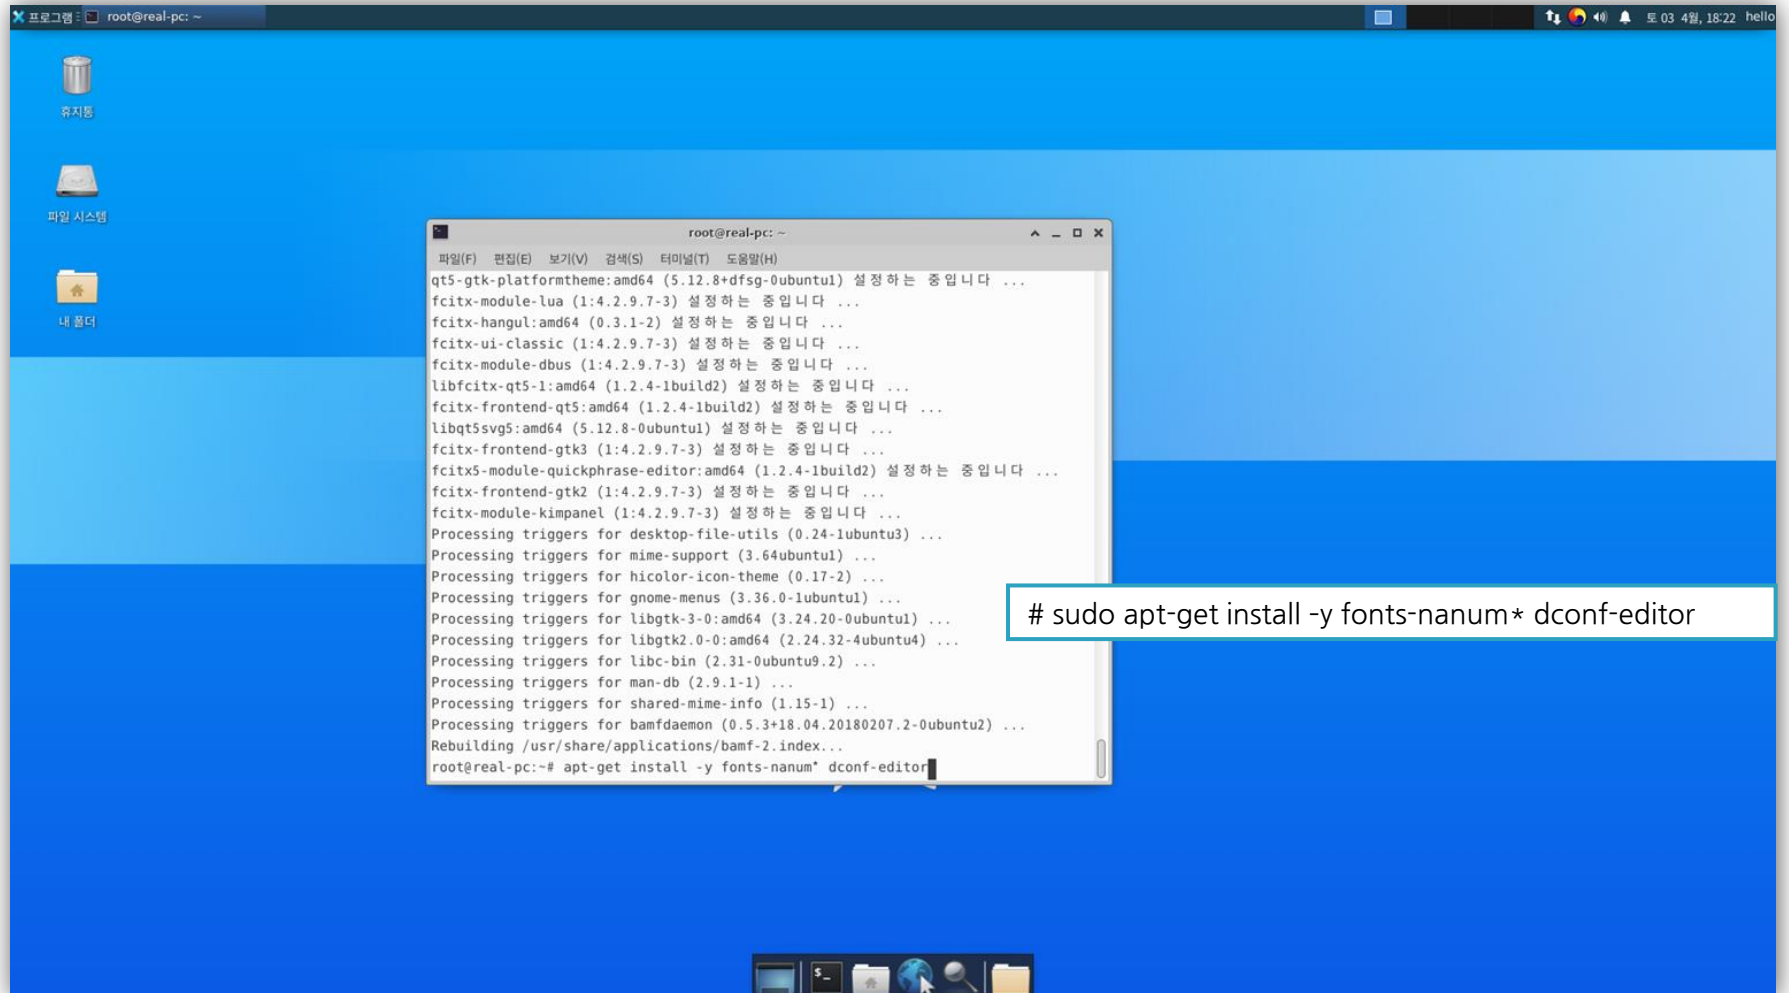 프로그램
root@real-pc: ~
토 03 4월, 18:22 hello
휴지통
파일 시스템
내 폴더
root@real-pc: ~
파일(F) 편집(E) 보기(V) 검색(S) 터미널(T) 도움말(H)
qt5-gtk-platformtheme:amd64 (5.12.8+dfsg-0ubuntu1) 설정하는 중입니다 ...
fcitx-module-lua (1:4.2.9.7-3) 설정하는 중입니다 ...
fcitx-hangul:amd64 (0.3.1-2) 설정하는 중입니다 ...
fcitx-ui-classic (1:4.2.9.7-3) 설정하는 중입니다 ...
fcitx-module-dbus (1:4.2.9.7-3) 설정하는 중입니다 ...
libfcitx-qt5-1:amd64 (1.2.4-1build2) 설정하는 중입니다 ...
fcitx-frontend-qt5:amd64 (1.2.4-1build2) 설정하는 중입니다 ...
libqt5svg5:amd64 (5.12.8-0ubuntu1) 설정하는 중입니다 ...
fcitx-frontend-gtk3 (1:4.2.9.7-3) 설정하는 중입니다 ...
fcitx5-module-quickphrase-editor:amd64 (1.2.4-1build2) 설정하는 중입니다 ...
fcitx-frontend-gtk2 (1:4.2.9.7-3) 설정하는 중입니다 ...
fcitx-module-kimpanel (1:4.2.9.7-3) 설정하는 중입니다 ...
Processing triggers for desktop-file-utils (0.24-1ubuntu3) ...
Processing triggers for mime-support (3.64ubuntu1) ...
Processing triggers for hicolor-icon-theme (0.17-2) ...
Processing triggers for gnome-menus (3.36.0-1ubuntu1) ...
Processing triggers for libgtk-3-0:amd64 (3.24.20-0ubuntu1) ...
Processing triggers for libgtk2.0-0:amd64 (2.24.32-4ubuntu4) ...
Processing triggers for libc-bin (2.31-0ubuntu9.2) ...
Processing triggers for man-db (2.9.1-1) ...
Processing triggers for shared-mime-info (1.15-1) ...
Processing triggers for bamfdaemon (0.5.3+18.04.20180207.2-0ubuntu2) ...
Rebuilding /usr/share/applications/bamf-2.index...
root@real-pc:~# apt-get install -y fonts-nanum* dconf-editor
# sudo apt-get install -y fonts-nanum* dconf-editor
$_